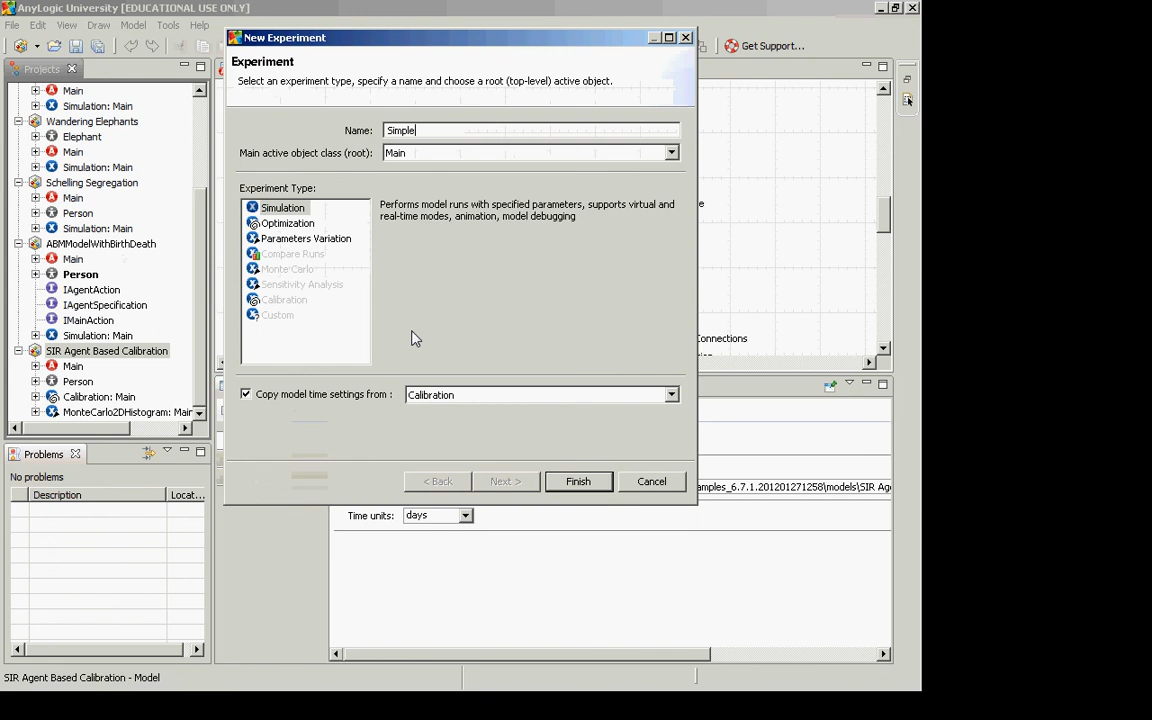 AnyLogic University [EDUCATIONAL USE ONLY]
File Edit View Draw Model Tools Help
Get Support...
Projects
Main
Simulation: Main
Wandering Elephants
Elephant
Main
Simulation: Main
Schelling Segregation
Main
Person
Simulation: Main
ABMModelWithBirthDeath
Main
Person
IAgentAction
IAgentSpecification
IMainAction
Simulation: Main
SIR Agent Based Calibration
Main
Person
Calibration: Main
MonteCarlo2DHistogram: Main
New Experiment
Experiment
Select an experiment type, specify a name and choose a root (top-level) active object.
Name: Simple
Main active object class (root): Main
Experiment Type:
Simulation
Optimization
Parameters Variation
Compare Runs
Monte Carlo
Sensitivity Analysis
Calibration
Custom
Performs model runs with specified parameters, supports virtual and
real-time modes, animation, model debugging
Copy model time settings from : Calibration
< Back Next > Finish Cancel
Connections
amples_6.7.1.201201271258\models\SIR Age
Time units: days
Problems
No problems
Description Locat...
SIR Agent Based Calibration - Model